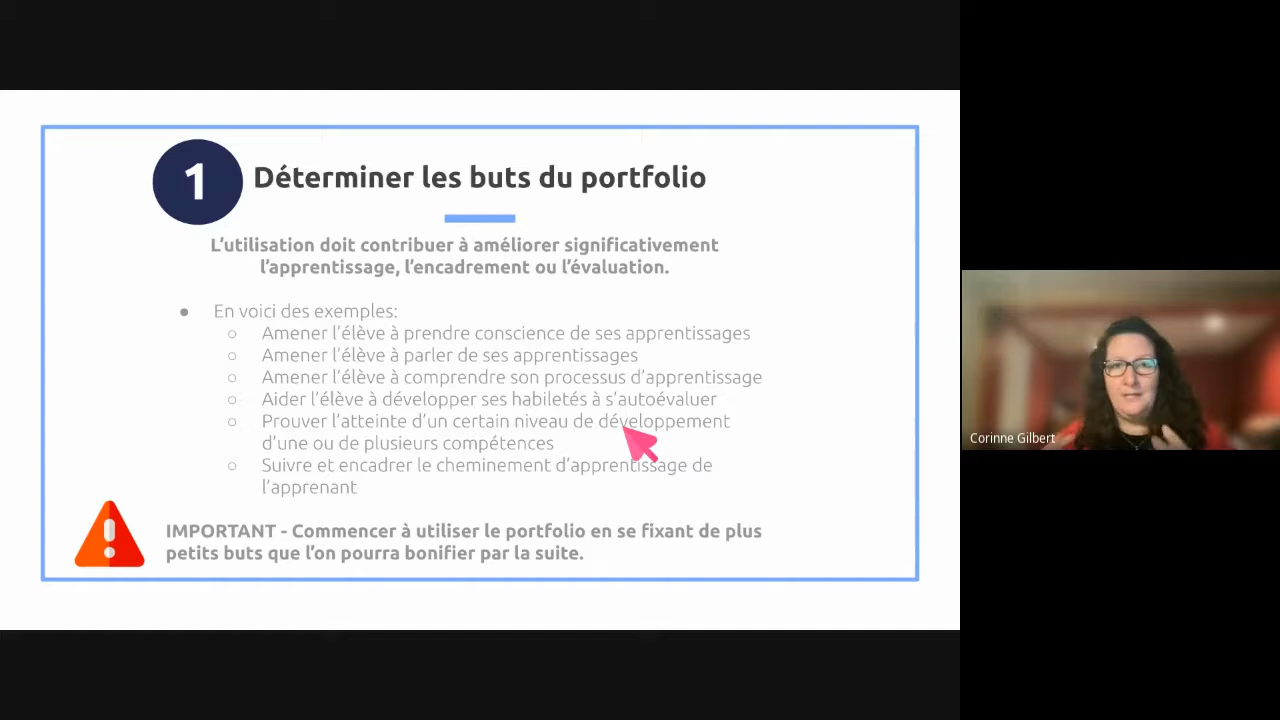 1
Déterminer les buts du portfolio
L'utilisation doit contribuer à améliorer significativement
l'apprentissage, l'encadrement ou l'évaluation.
● En voici des exemples:
○ Amener l'élève à prendre conscience de ses apprentissages
○ Amener l'élève à parler de ses apprentissages
○ Amener l'élève à comprendre son processus d'apprentissage
○ Aider l'élève à développer ses habiletés à s'autoévaluer
○ Prouver l'atteinte d'un certain niveau de développement
d'une ou de plusieurs compétences
○ Suivre et encadrer le cheminement d'apprentissage de
l'apprenant
IMPORTANT - Commencer à utiliser le portfolio en se fixant de plus
petits buts que l'on pourra bonifier par la suite.
Corinne Gilbert